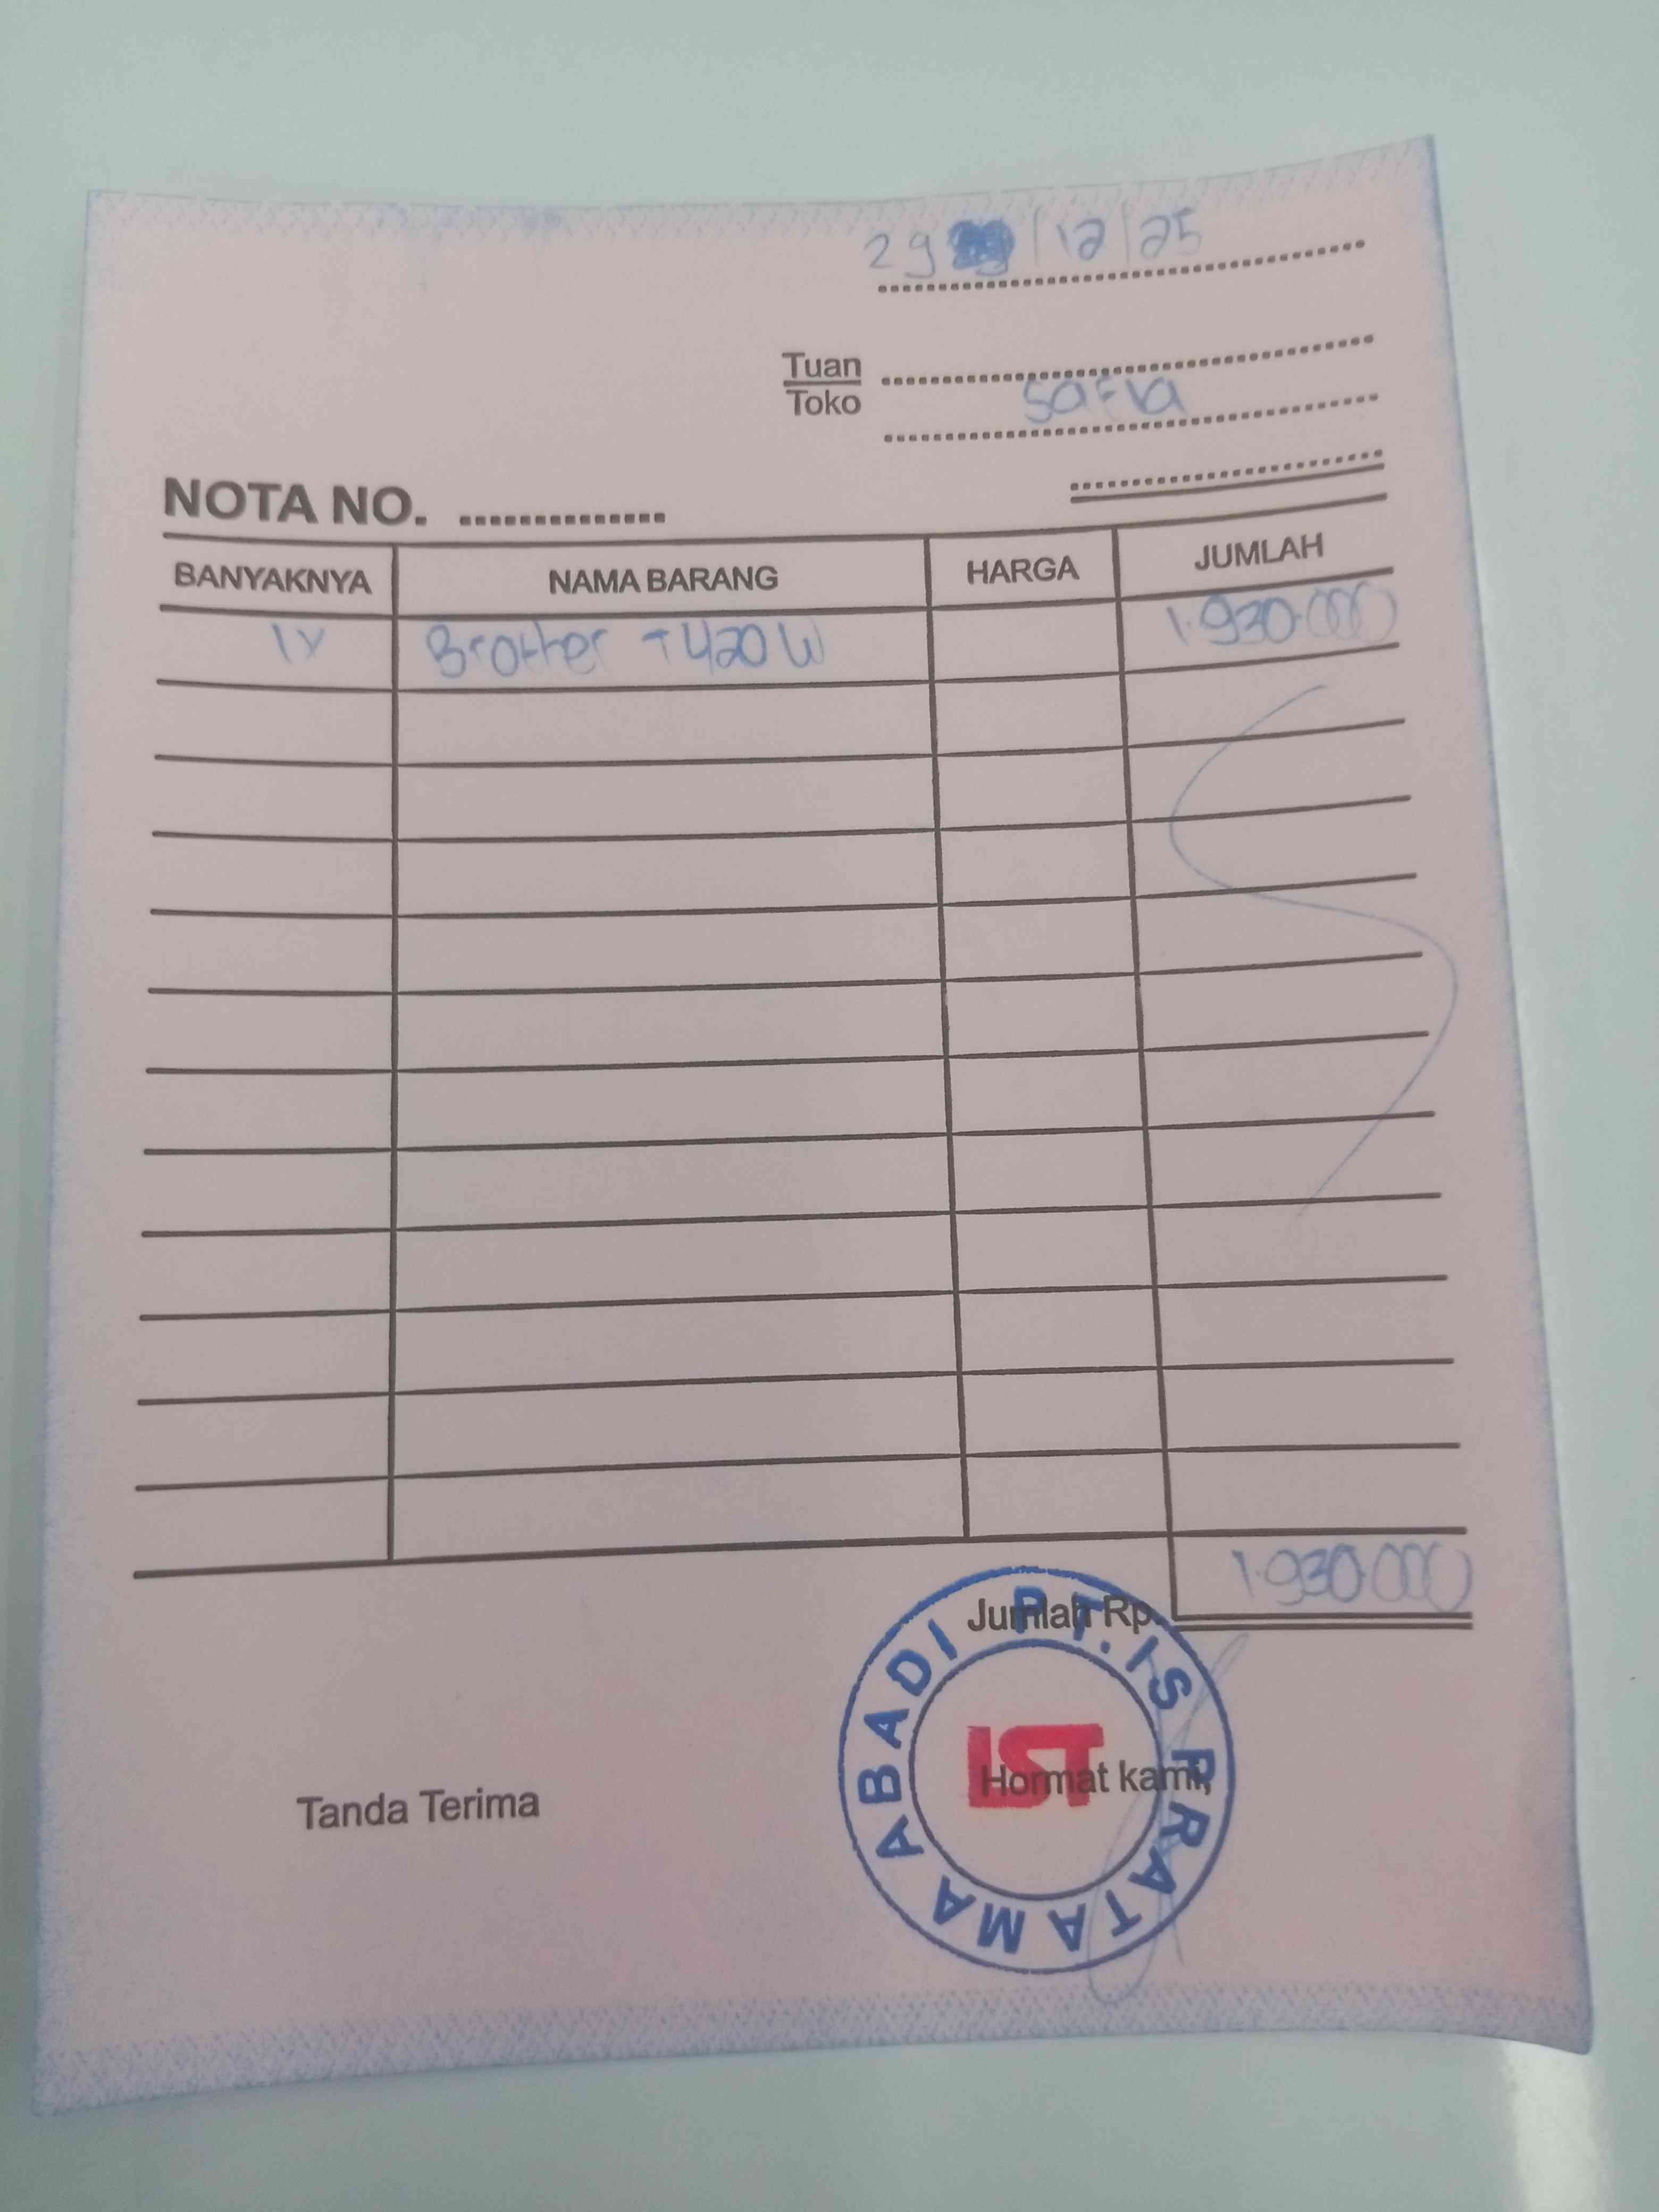 29 /12/25
Tuan
Toko Safia
NOTA NO. ...............
BANYAKNYA NAMA BARANG HARGA JUMLAH
1x Brother T420W 1.930.000
Jumlah Rp. 1.930.000
Tanda Terima Hormat kami,
PT. IS PRATAMA ABADI
IST